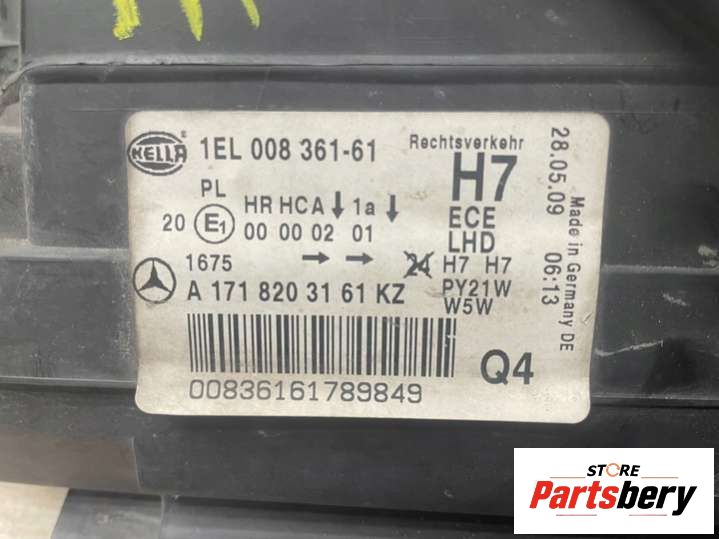 HELLA 1EL 008 361-61 Rechtsverkehr
H7
PL
HR HC A ↓ 1a ↓ ECE
20 E1 00 00 02 01 LHD
1675 → → 24 H7 H7
A 171 820 31 61 KZ PY21W
W5W
00836161789849
Q4
28.05.09 06:13
Made in Germany DE
STORE
Partsbery